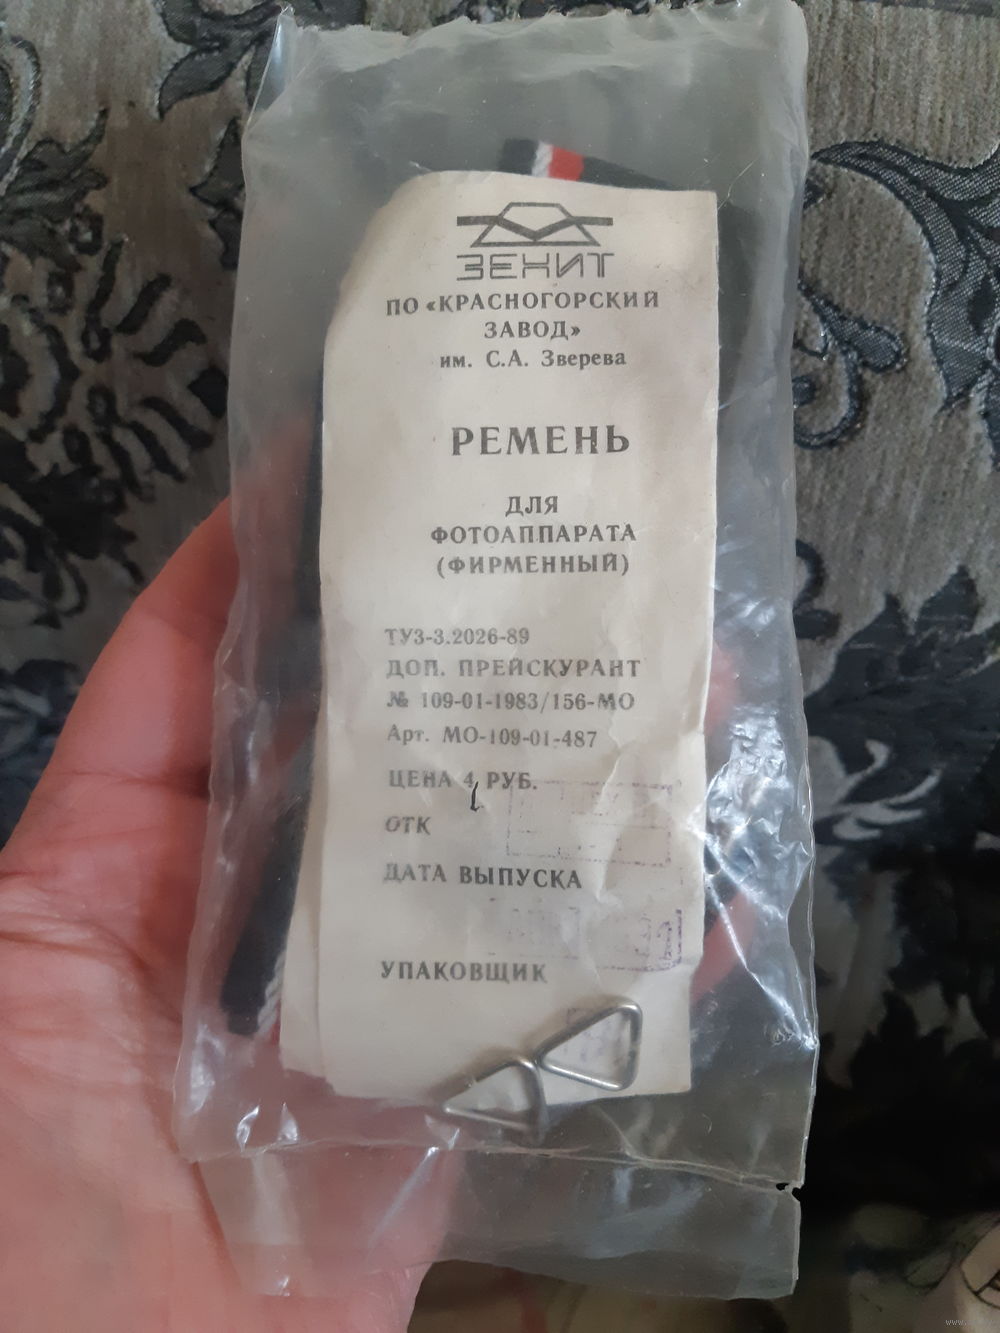 ЗЕНИТ
ПО «КРАСНОГОРСКИЙ
ЗАВОД»
им. С.А. Зверева
РЕМЕНЬ
ДЛЯ
ФОТОАППАРАТА
(ФИРМЕННЫЙ)
ТУ3-3.2026-89
ДОП. ПРЕЙСКУРАНТ
№ 109-01-1983/156-МО
Арт. МО-109-01-487
ЦЕНА 4 РУБ.
ОТК
ДАТА ВЫПУСКА
УПАКОВЩИК